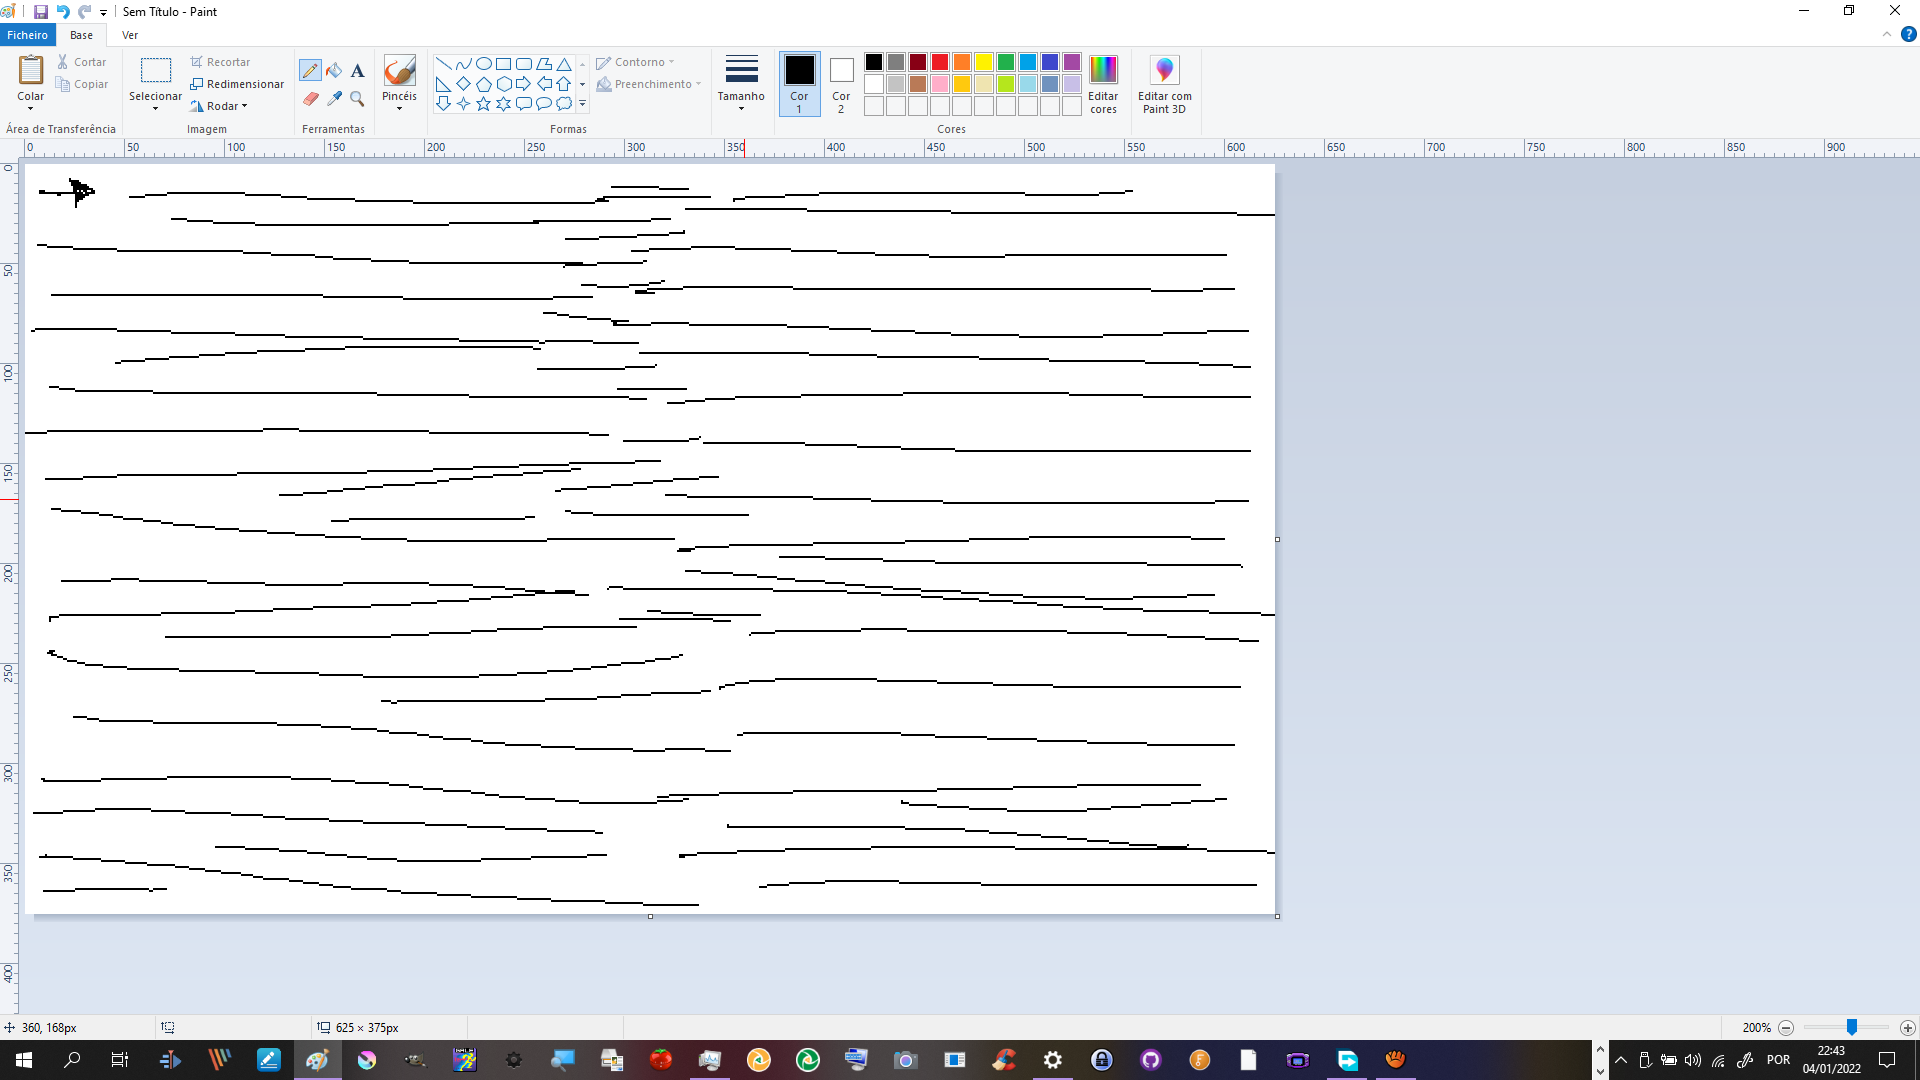 Sem Título - Paint
Ficheiro Base Ver
Colar
Cortar
Copiar
Área de Transferência
Selecionar
Recortar
Redimensionar
Rodar
Imagem
A
Ferramentas
Pincéis
Contorno
Preenchimento
Formas
Tamanho
Cor 1
Cor 2
Editar cores
Cores
Editar com Paint 3D
0 50 100 150 200 250 300 350 400 450 500 550 600 650 700 750 800 850 900
0
50
100
150
200
250
300
350
400
360, 168px
625 × 375px
200%
POR
22:43
04/01/2022